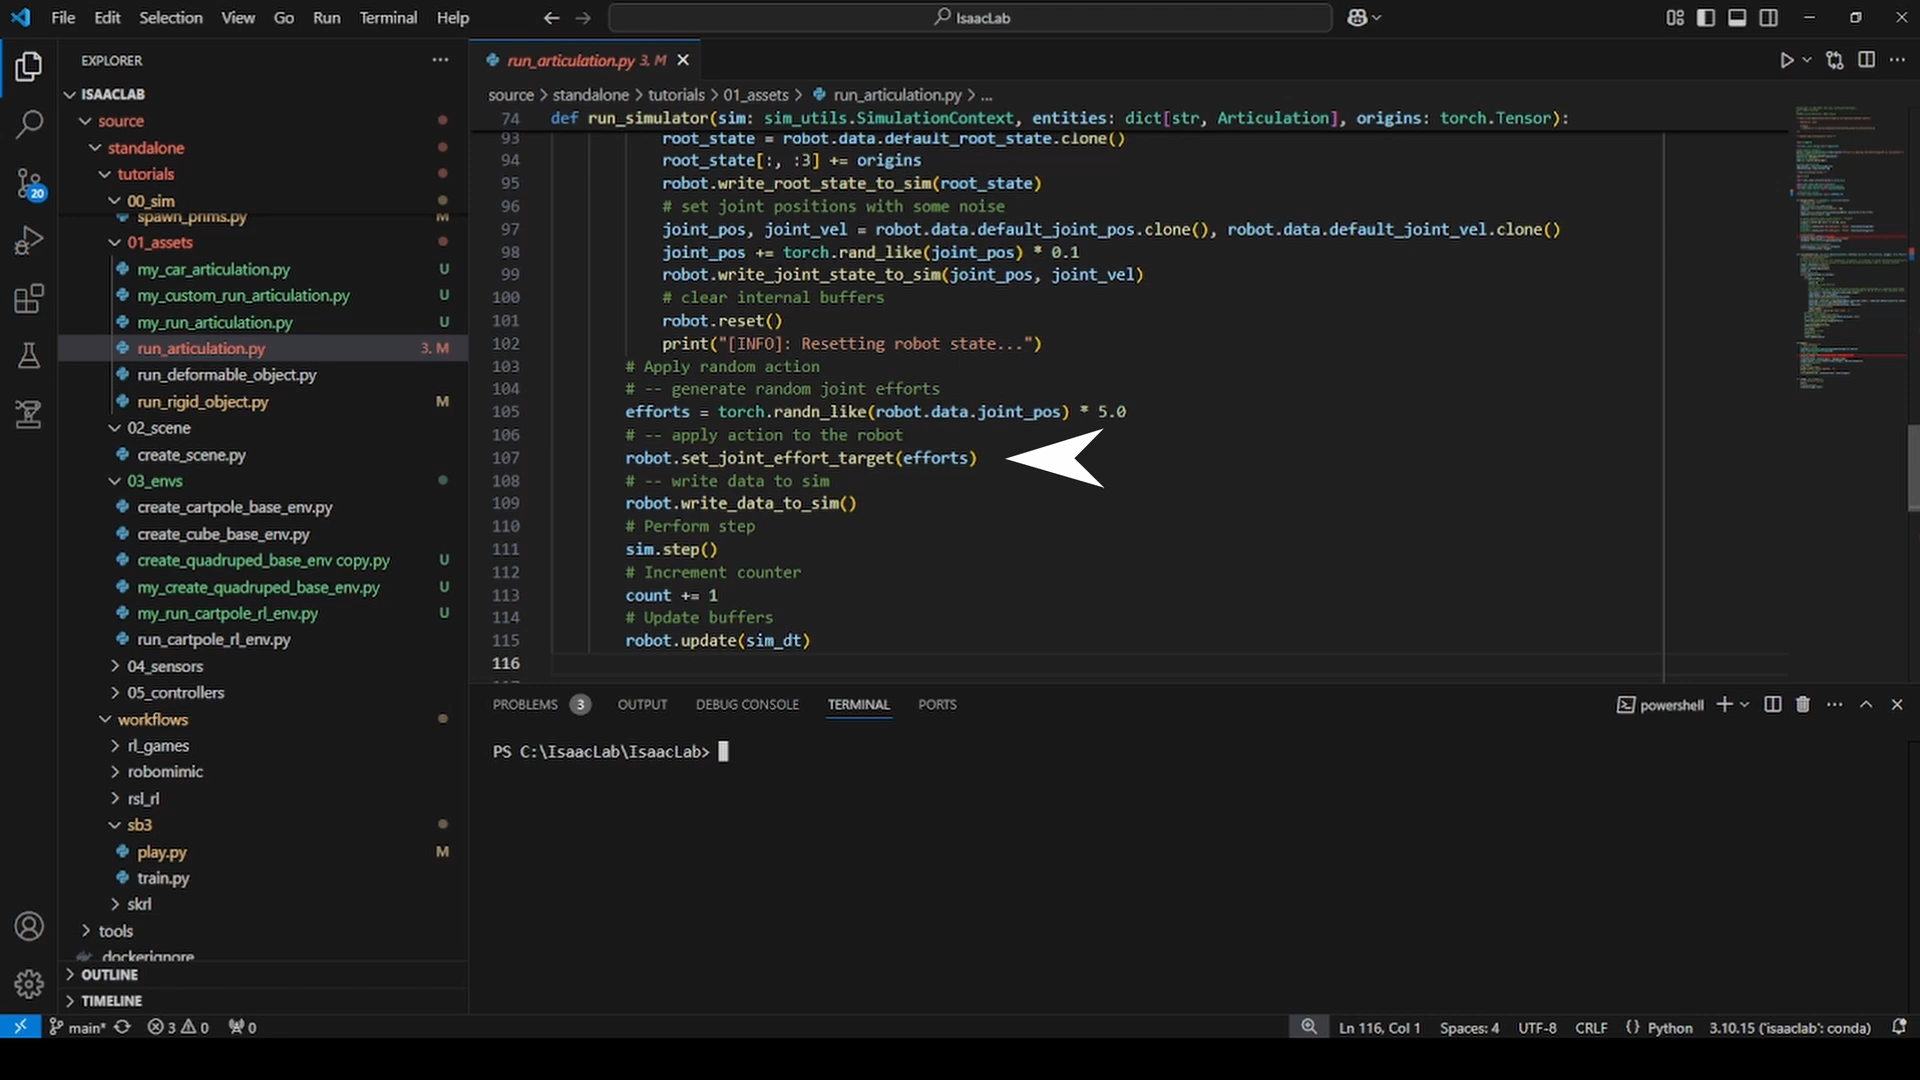 File Edit Selection View Go Run Terminal Help
IsaacLab
EXPLORER
ISAACLAB
source
standalone
tutorials
00_sim
spawn_prims.py M
01_assets
my_car_articulation.py U
my_custom_run_articulation.py U
my_run_articulation.py U
run_articulation.py 3, M
run_deformable_object.py
run_rigid_object.py M
02_scene
create_scene.py
03_envs
create_cartpole_base_env.py
create_cube_base_env.py
create_quadruped_base_env copy.py U
my_create_quadruped_base_env.py U
my_run_cartpole_rl_env.py U
run_cartpole_rl_env.py
04_sensors
05_controllers
workflows
rl_games
robomimic
rsl_rl
sb3
play.py M
train.py
skrl
tools
.dockerignore
OUTLINE
TIMELINE
20
run_articulation.py 3, M
source > standalone > tutorials > 01_assets > run_articulation.py > ...
74 def run_simulator(sim: sim_utils.SimulationContext, entities: dict[str, Articulation], origins: torch.Tensor):
93 root_state = robot.data.default_root_state.clone()
94 root_state[:, :3] += origins
95 robot.write_root_state_to_sim(root_state)
96 # set joint positions with some noise
97 joint_pos, joint_vel = robot.data.default_joint_pos.clone(), robot.data.default_joint_vel.clone()
98 joint_pos += torch.rand_like(joint_pos) * 0.1
99 robot.write_joint_state_to_sim(joint_pos, joint_vel)
100 # clear internal buffers
101 robot.reset()
102 print("[INFO]: Resetting robot state...")
103 # Apply random action
104 # -- generate random joint efforts
105 efforts = torch.randn_like(robot.data.joint_pos) * 5.0
106 # -- apply action to the robot
107 robot.set_joint_effort_target(efforts)
108 # -- write data to sim
109 robot.write_data_to_sim()
110 # Perform step
111 sim.step()
112 # Increment counter
113 count += 1
114 # Update buffers
115 robot.update(sim_dt)
116
PROBLEMS 3 OUTPUT DEBUG CONSOLE TERMINAL PORTS
powershell
PS C:\IsaacLab\IsaacLab>
main* 3 0 0
Ln 116, Col 1 Spaces: 4 UTF-8 CRLF {} Python 3.10.15 ('isaaclab': conda)